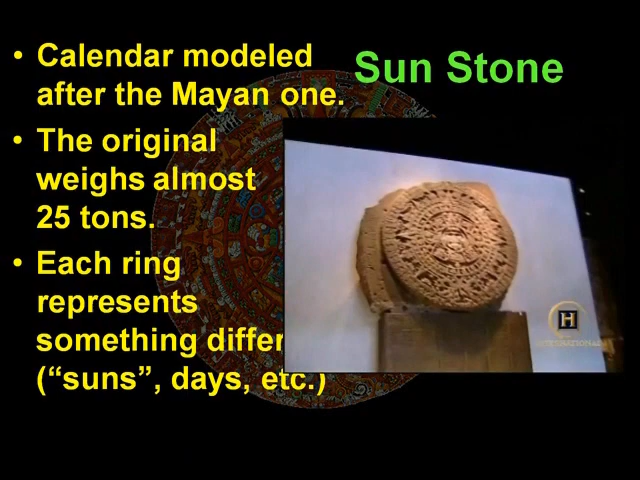 Sun Stone
• Calendar modeled
after the Mayan one.
• The original
weighs almost
25 tons.
• Each ring
represents
something differ
(“suns”, days, etc.)
H
INTERNATIONAL